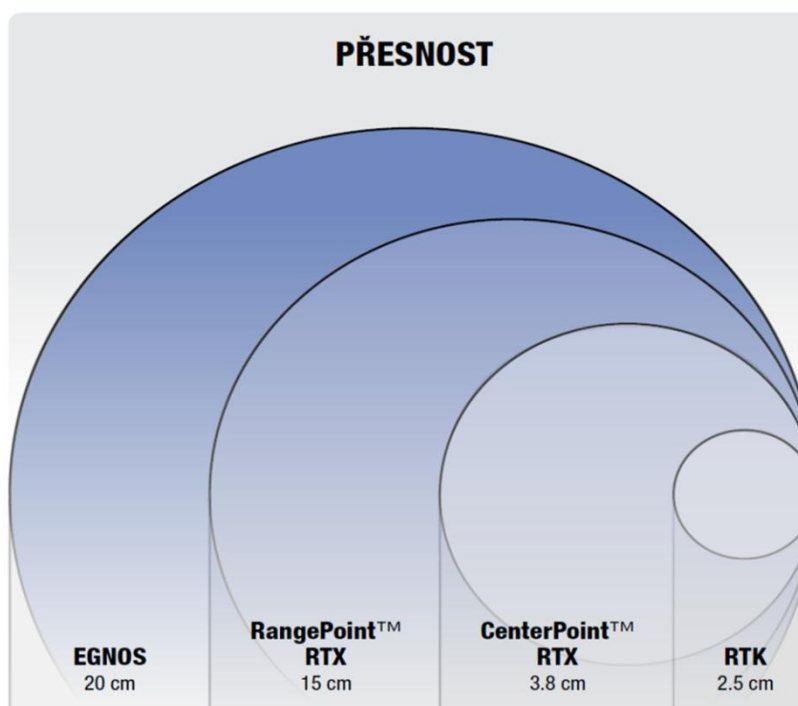 PŘESNOST
EGNOS
20 cm
RangePoint™
RTX
15 cm
CenterPoint™
RTX
3.8 cm
RTK
2.5 cm